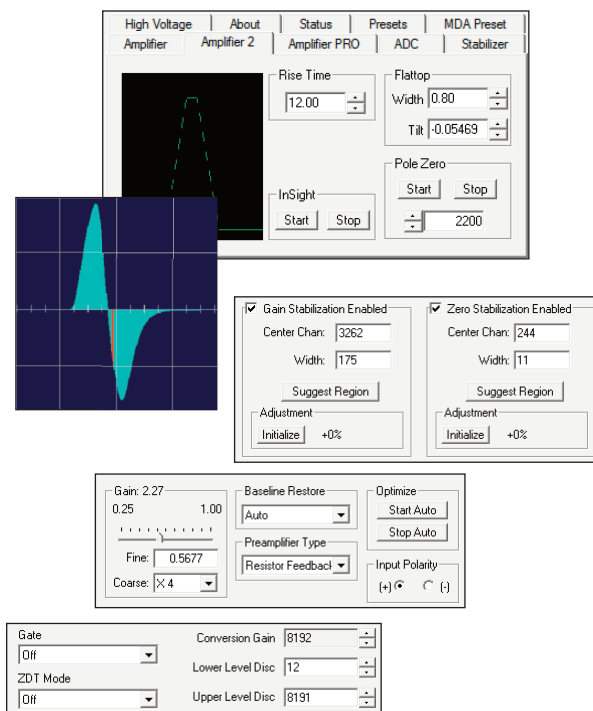 High Voltage About Status Presets MDA Preset
Amplifier Amplifier 2 Amplifier PRO ADC Stabilizer
Rise Time
12.00
Flattop
Width 0.80
Tilt -0.05469
InSight
Start Stop
Pole Zero
Start Stop
2200
Gain Stabilization Enabled
Center Chan: 3262
Width: 175
Suggest Region
Adjustment
Initialize +0%
Zero Stabilization Enabled
Center Chan: 244
Width: 11
Suggest Region
Adjustment
Initialize +0%
Gain: 2.27
0.25 1.00
Fine: 0.5677
Coarse: X 4
Baseline Restore
Auto
Preamplifier Type
Resistor Feedback
Optimize
Start Auto
Stop Auto
Input Polarity
(+) (-)
Gate
Off
ZDT Mode
Off
Conversion Gain 8192
Lower Level Disc 12
Upper Level Disc 8191